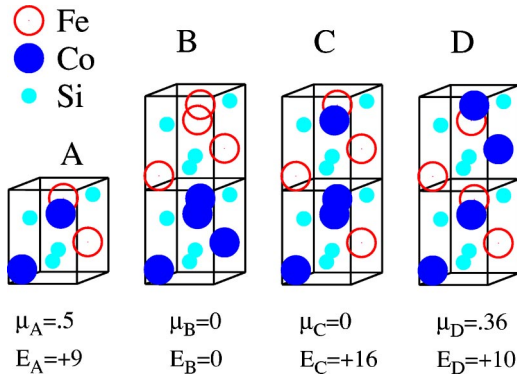 Fe
Co
Si
A
B
C
D
μA=.5
μB=0
μC=0
μD=.36
EA=+9
EB=0
EC=+16
ED=+10